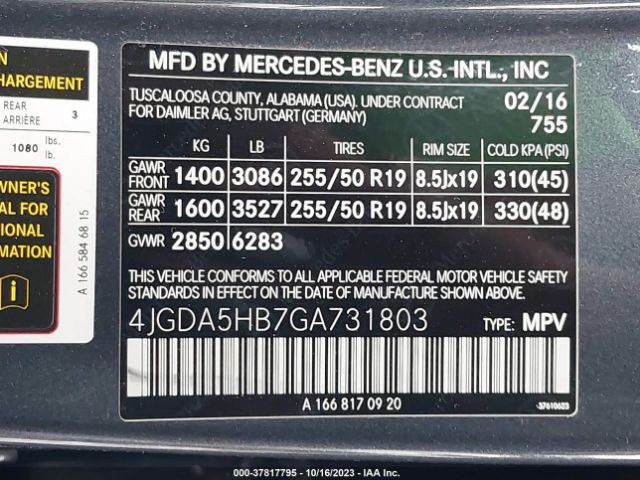 N
CHARGEMENT
REAR
ARRIÈRE
3
1080 lbs.
lb.
WNER'S
AL FOR
TIONAL
RMATION
i
A 166 584 68 15
MFD BY MERCEDES-BENZ U.S.-INTL., INC
TUSCALOOSA COUNTY, ALABAMA (USA). UNDER CONTRACT
FOR DAIMLER AG, STUTTGART (GERMANY)
02/16
755
KG LB TIRES RIM SIZE COLD KPA (PSI)
GAWR
FRONT 1400 3086 255/50 R19 8.5Jx19 310(45)
GAWR
REAR 1600 3527 255/50 R19 8.5Jx19 330(48)
GVWR 2850 6283
THIS VEHICLE CONFORMS TO ALL APPLICABLE FEDERAL MOTOR VEHICLE SAFETY
STANDARDS IN EFFECT ON THE DATE OF MANUFACTURE SHOWN ABOVE.
4JGDA5HB7GA731803 TYPE: MPV
A 166 817 09 20
37610623
000-37817795 - 10/16/2023 - IAA Inc.